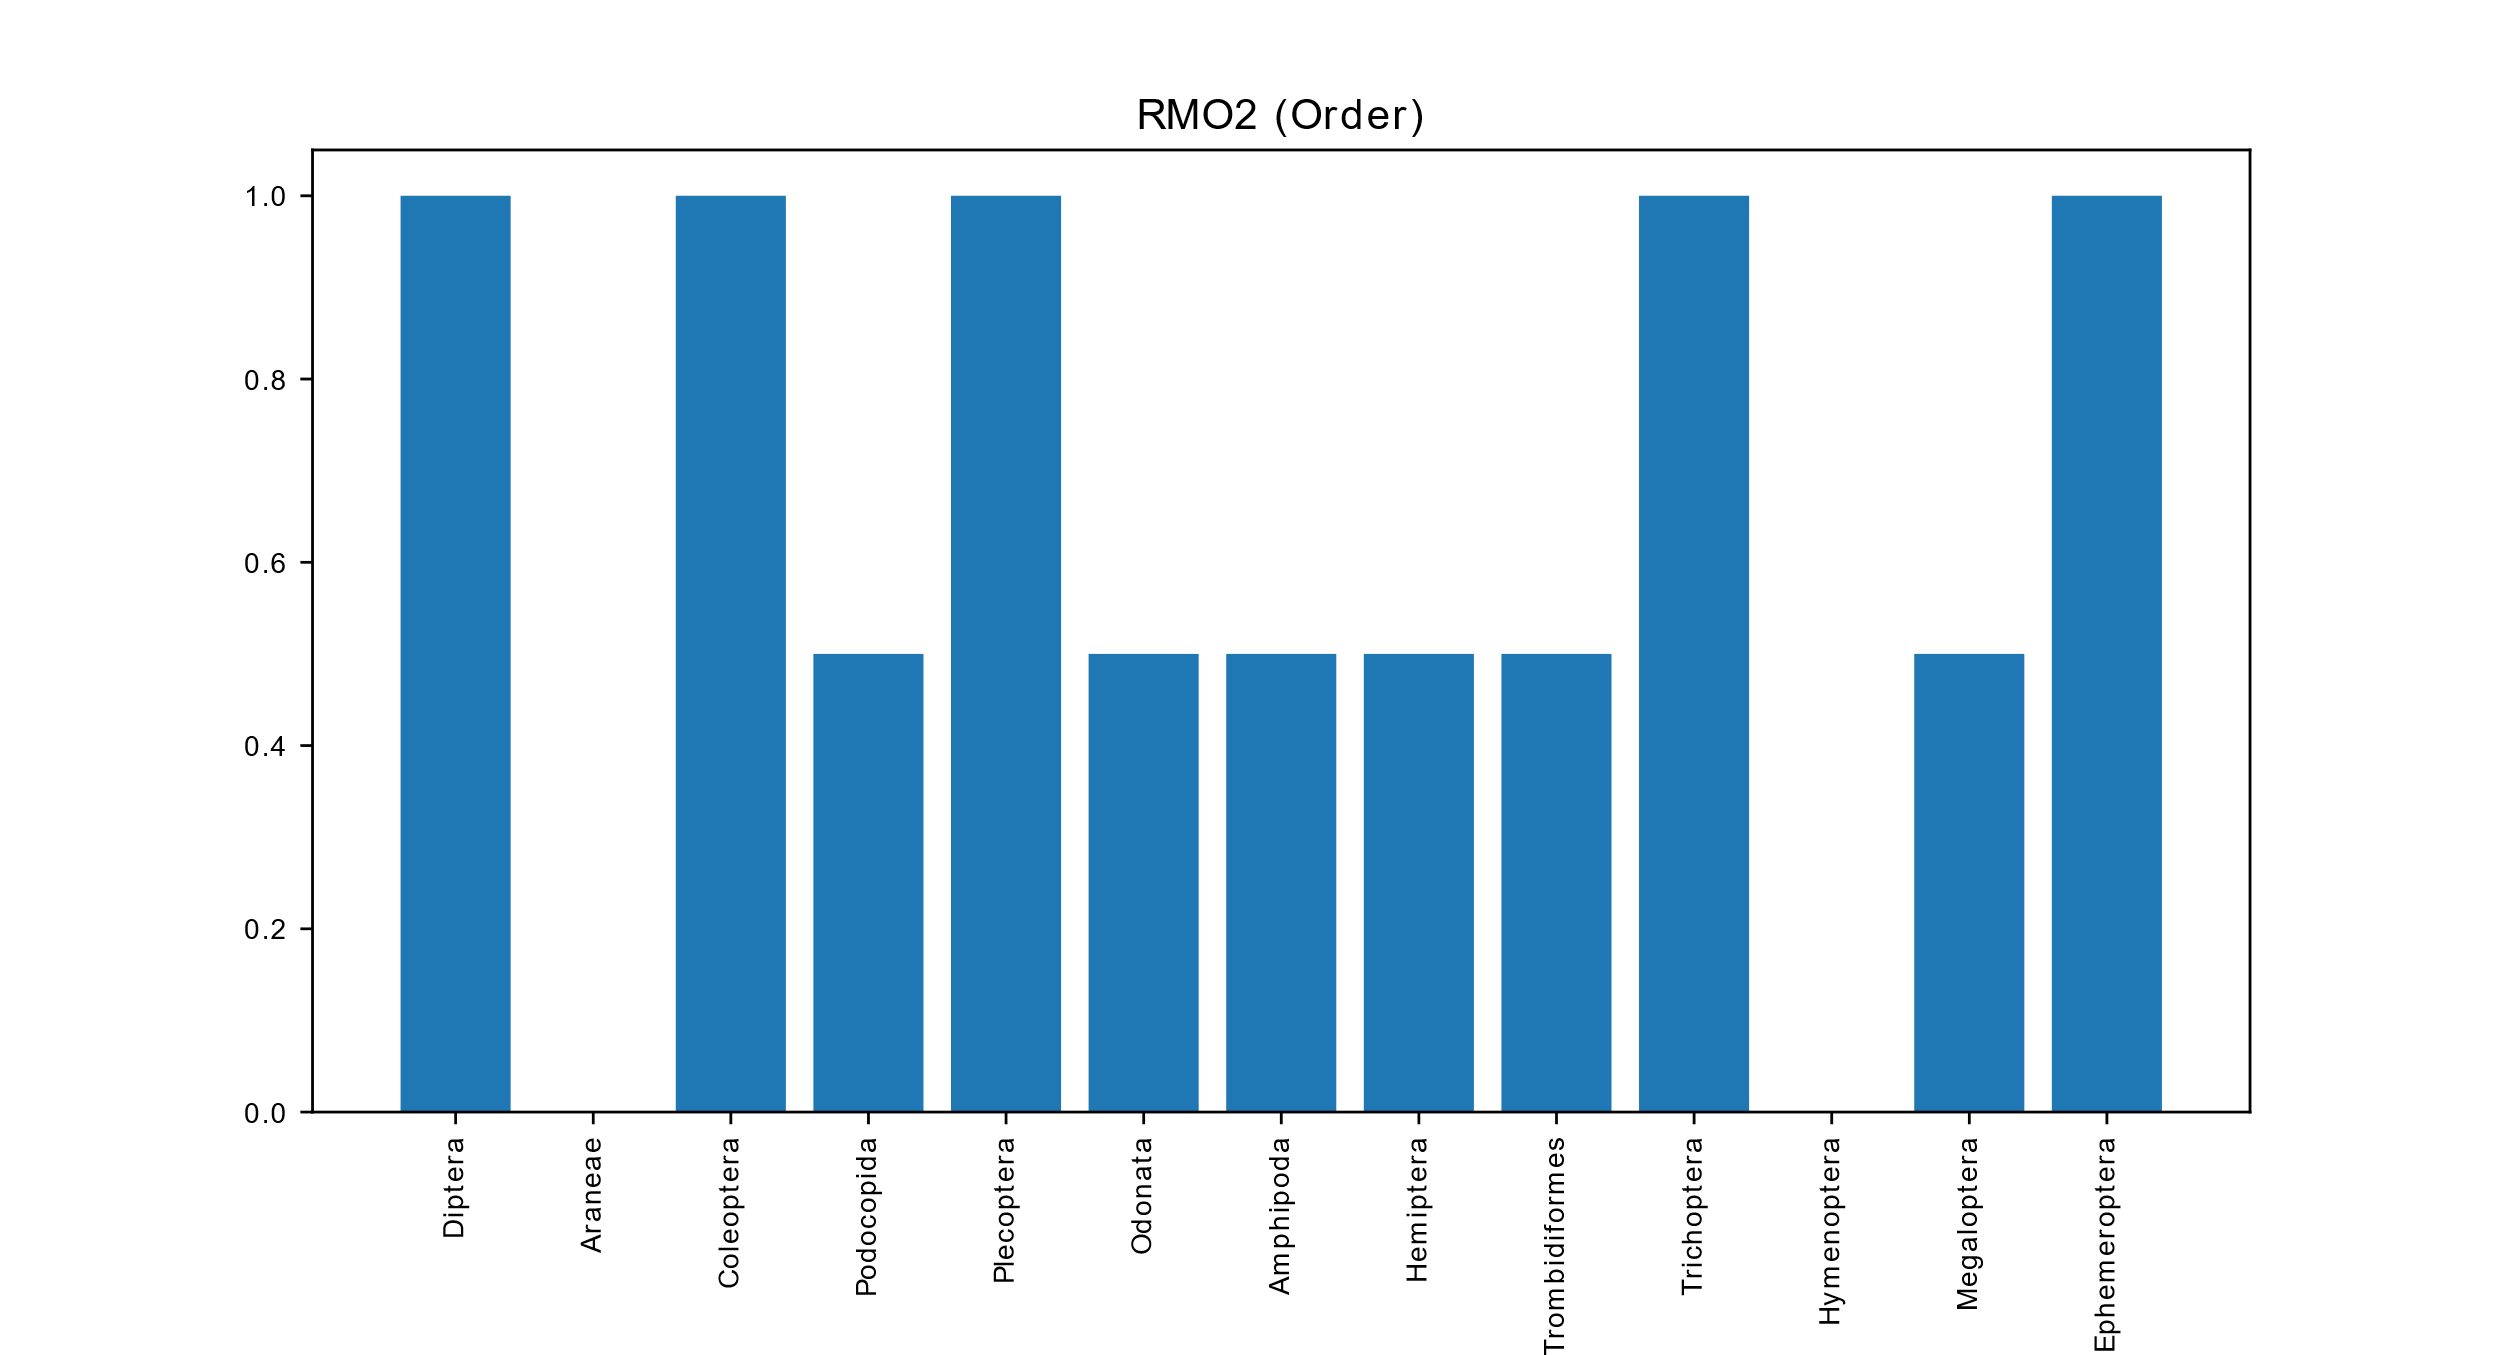 RMO2 (Order)
1.0
0.8
0.6
0.4
0.2
0.0
Diptera
Araneae
Coleoptera
Podocopida
Plecoptera
Odonata
Amphipoda
Hemiptera
Trombidiformes
Trichoptera
Hymenoptera
Megaloptera
Ephemeroptera